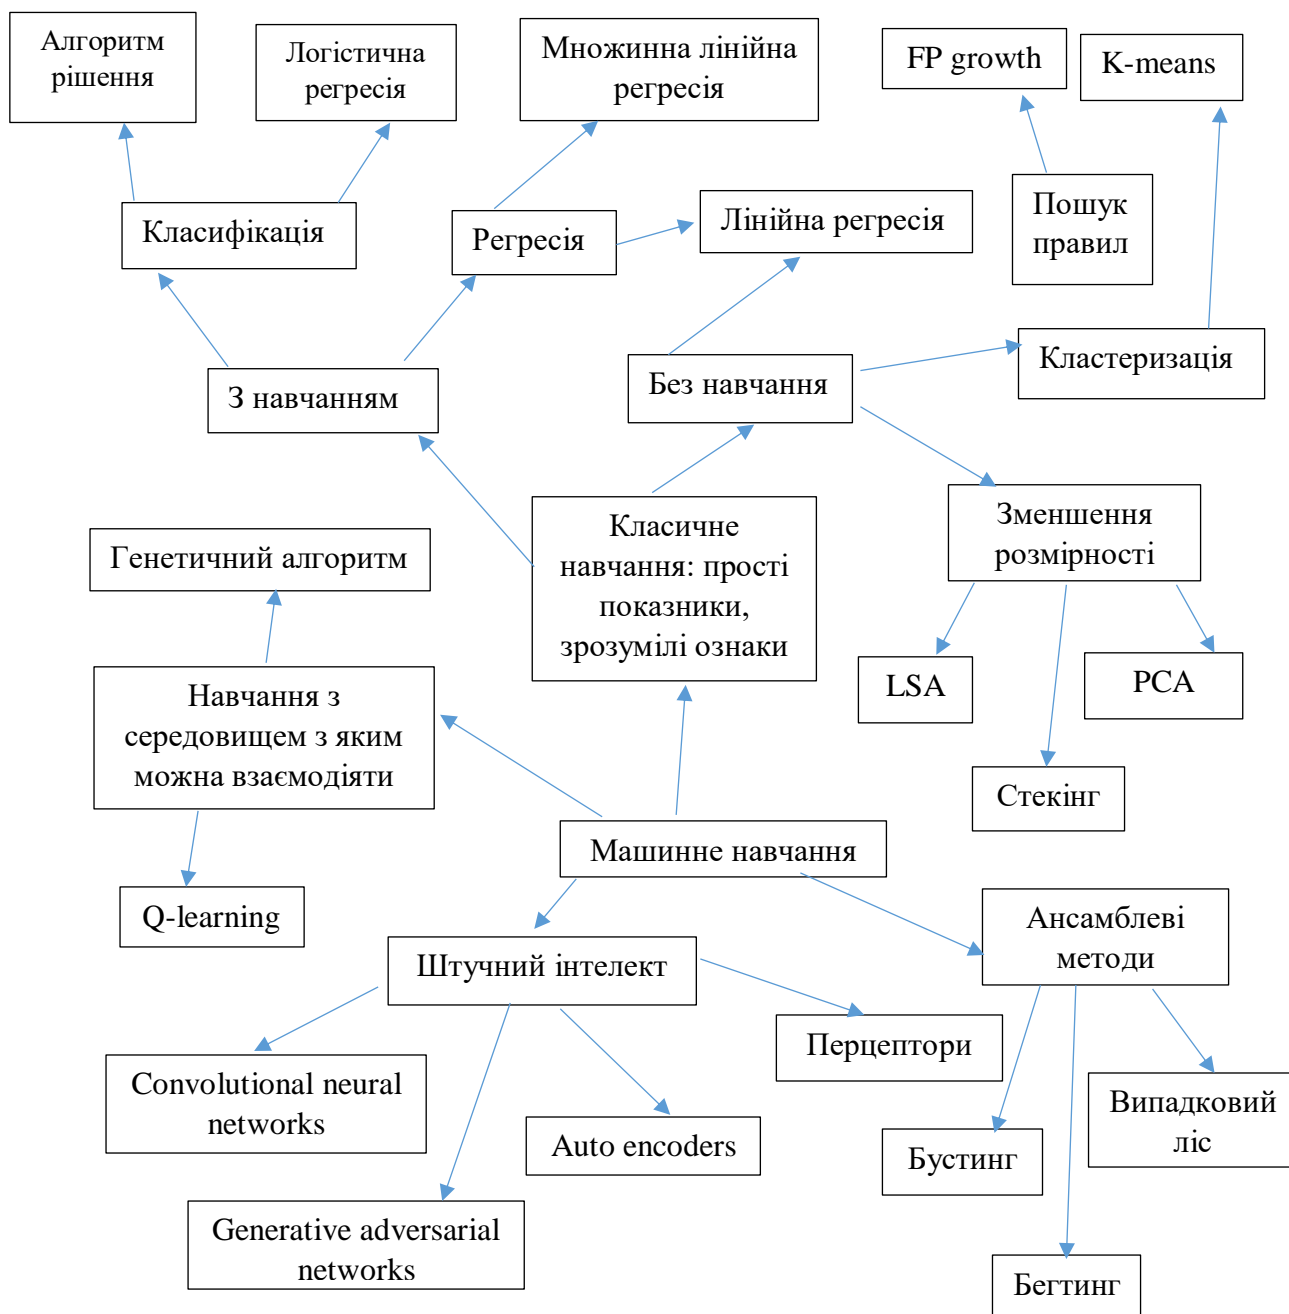 Алгоритм
рішення
Логістична
регресія
Множинна лінійна
регресія
FP growth
K-means
Класифікація
Регресія
Лінійна регресія
Пошук
правил
З навчанням
Без навчання
Кластеризація
Генетичний алгоритм
Класичне
навчання: прості
показники,
зрозумілі ознаки
Зменшення
розмірності
LSA
PCA
Навчання з
середовищем з яким
можна взаємодіяти
Стекінг
Машинне навчання
Q-learning
Штучний інтелект
Ансамблеві
методи
Перцептори
Convolutional neural
networks
Auto encoders
Випадковий
ліс
Бустинг
Generative adversarial
networks
Бегтинг